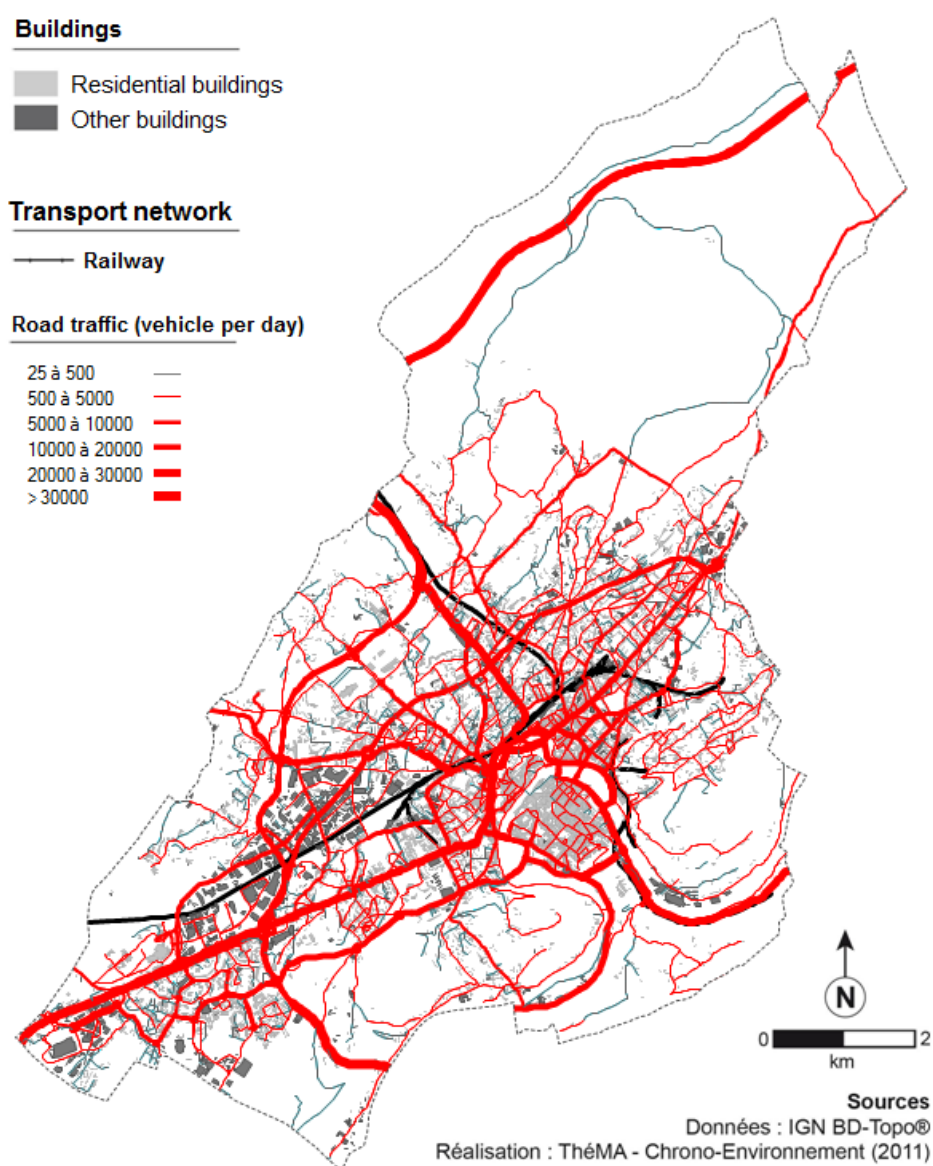 Buildings
Residential buildings
Other buildings
Transport network
Railway
Road traffic (vehicle per day)
25 à 500
500 à 5000
5000 à 10000
10000 à 20000
20000 à 30000
> 30000
N
0 2
km
Sources
Données : IGN BD-Topo®
Réalisation : ThéMA - Chrono-Environnement (2011)